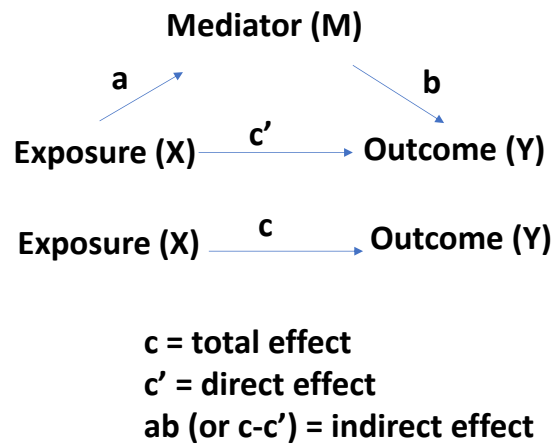 Mediator (M)
a
b
Exposure (X)
c’
Outcome (Y)
Exposure (X)
c
Outcome (Y)
c = total effect
c’ = direct effect
ab (or c-c’) = indirect effect